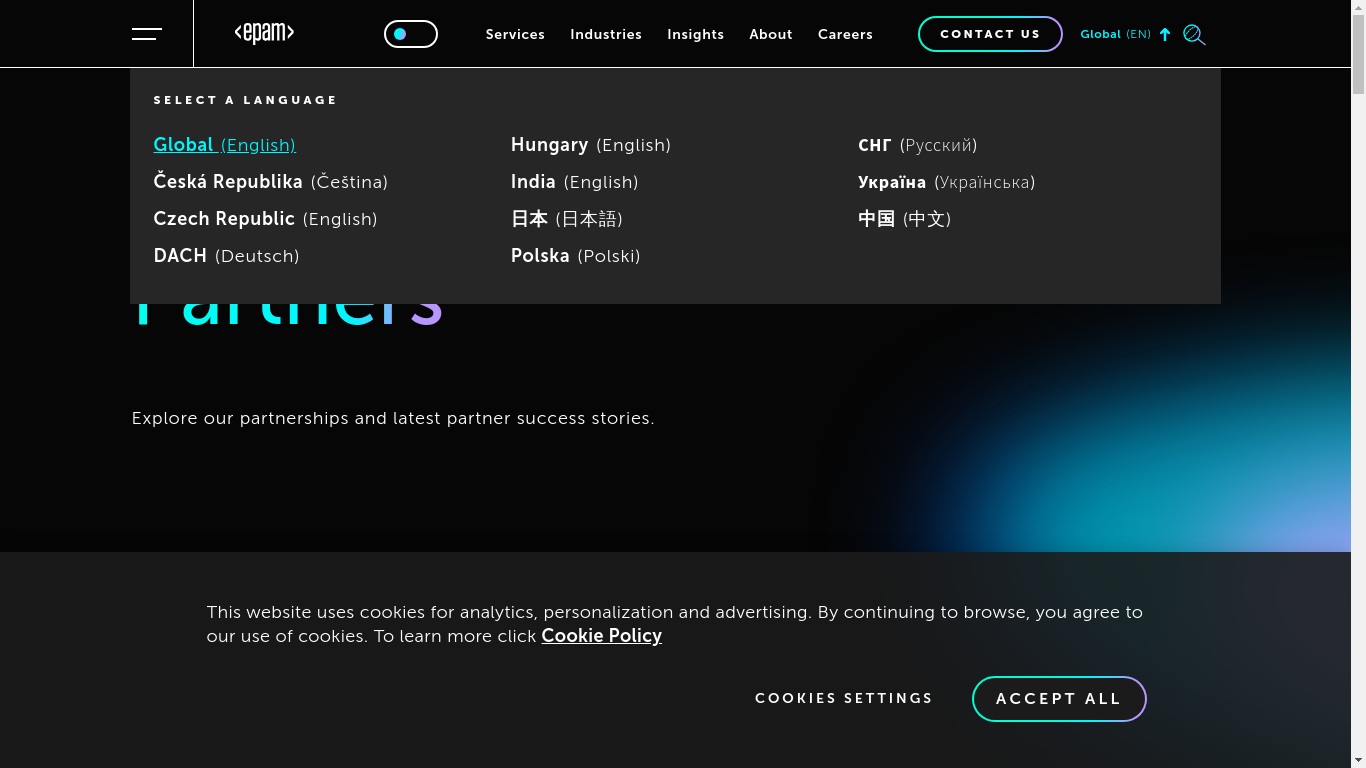 <epam>
Services Industries Insights About Careers CONTACT US Global (EN)
SELECT A LANGUAGE
Global (English)
Česká Republika (Čeština)
Czech Republic (English)
DACH (Deutsch)
Hungary (English)
India (English)
日本 (日本語)
Polska (Polski)
СНГ (Русский)
Україна (Українська)
中国 (中文)
Partners
Explore our partnerships and latest partner success stories.
This website uses cookies for analytics, personalization and advertising. By continuing to browse, you agree to
our use of cookies. To learn more click Cookie Policy
COOKIES SETTINGS ACCEPT ALL